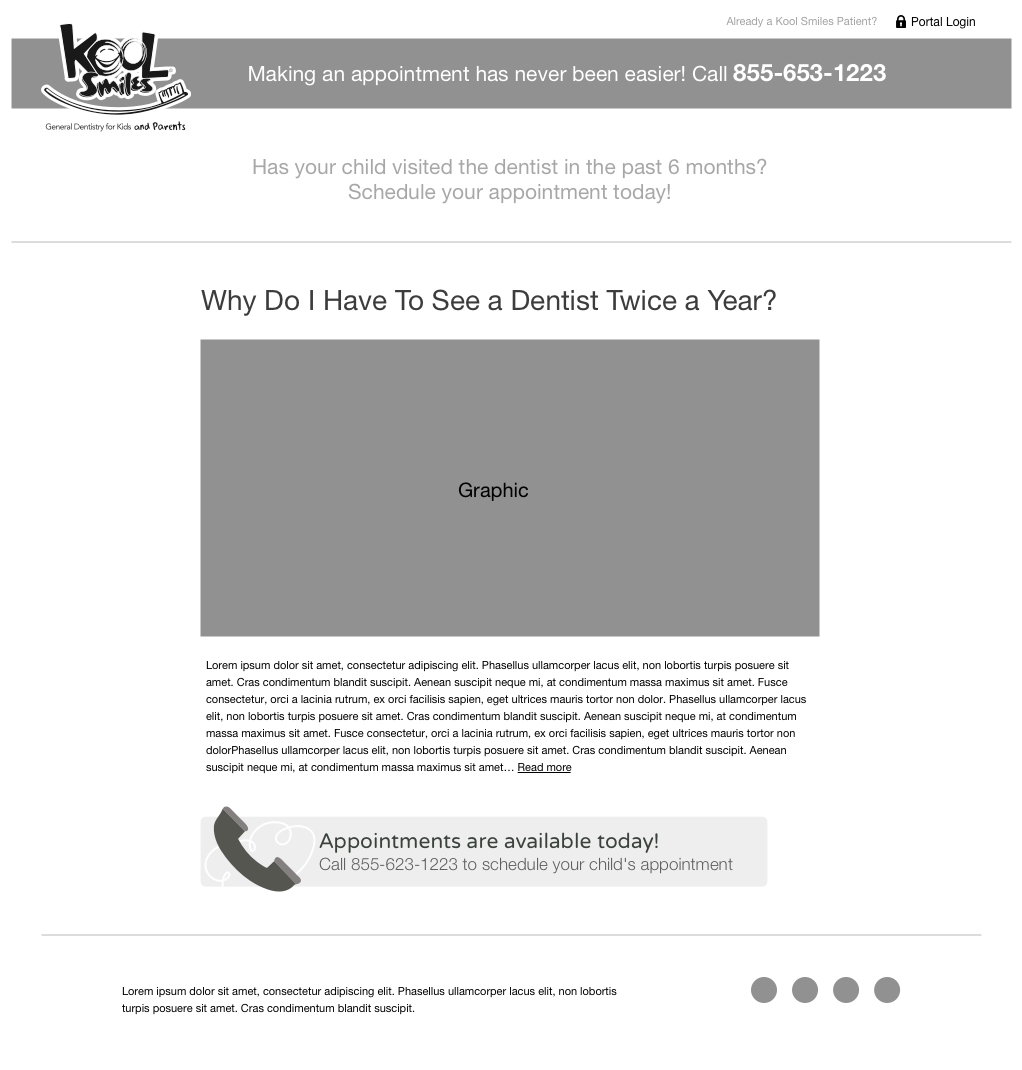 Already a Kool Smiles Patient? Portal Login
Kool
Smiles
General Dentistry for Kids and Parents
Making an appointment has never been easier! Call 855-653-1223
Has your child visited the dentist in the past 6 months?
Schedule your appointment today!
Why Do I Have To See a Dentist Twice a Year?
Graphic
Lorem ipsum dolor sit amet, consectetur adipiscing elit. Phasellus ullamcorper lacus elit, non lobortis turpis posuere sit
amet. Cras condimentum blandit suscipit. Aenean suscipit neque mi, at condimentum massa maximus sit amet. Fusce
consectetur, orci a lacinia rutrum, ex orci facilisis sapien, eget ultrices mauris tortor non dolor. Phasellus ullamcorper lacus
elit, non lobortis turpis posuere sit amet. Cras condimentum blandit suscipit. Aenean suscipit neque mi, at condimentum
massa maximus sit amet. Fusce consectetur, orci a lacinia rutrum, ex orci facilisis sapien, eget ultrices mauris tortor non
dolorPhasellus ullamcorper lacus elit, non lobortis turpis posuere sit amet. Cras condimentum blandit suscipit. Aenean
suscipit neque mi, at condimentum massa maximus sit amet… Read more
Appointments are available today!
Call 855-623-1223 to schedule your child's appointment
Lorem ipsum dolor sit amet, consectetur adipiscing elit. Phasellus ullamcorper lacus elit, non lobortis
turpis posuere sit amet. Cras condimentum blandit suscipit.